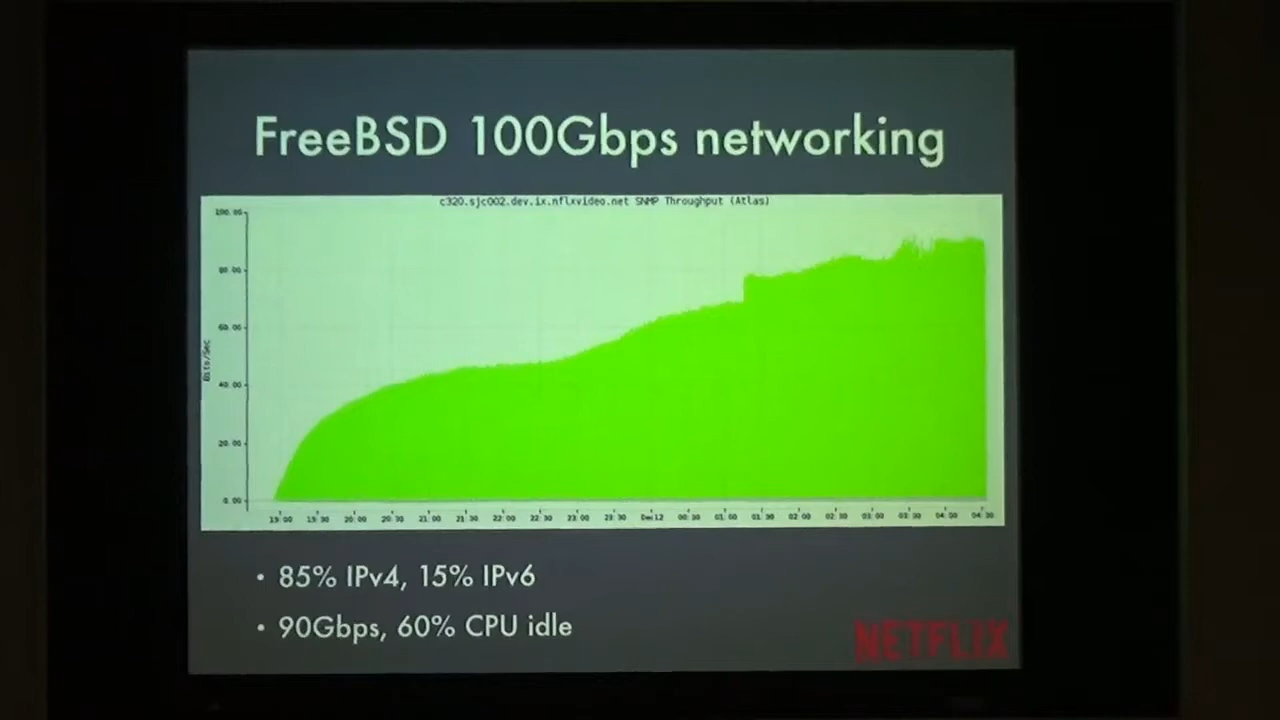 FreeBSD 100Gbps networking
c320.sjc002.dev.ix.nflxvideo.net SNMP Throughput (Atlas)
100.00
80.00
60.00
40.00
20.00
0.00
Bits/Sec
19:00 19:30 20:00 20:30 21:00 21:30 22:00 22:30 23:00 23:30 Dec12 00:30 01:00 01:30 02:00 02:30 03:00 03:30 04:00 04:30
• 85% IPv4, 15% IPv6
• 90Gbps, 60% CPU idle
NETFLIX